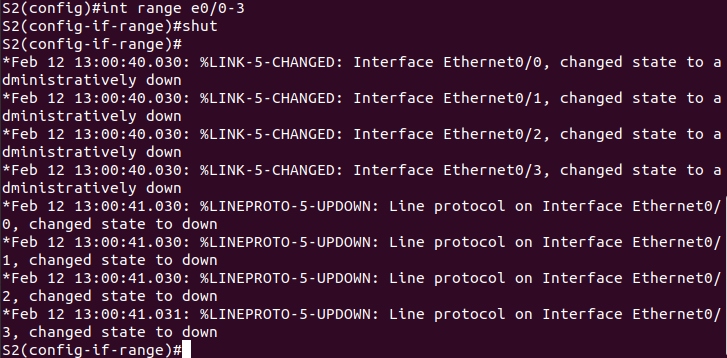 S2(config)#int range e0/0-3
S2(config-if-range)#shut
S2(config-if-range)#
*Feb 12 13:00:40.030: %LINK-5-CHANGED: Interface Ethernet0/0, changed state to a
dministratively down
*Feb 12 13:00:40.030: %LINK-5-CHANGED: Interface Ethernet0/1, changed state to a
dministratively down
*Feb 12 13:00:40.030: %LINK-5-CHANGED: Interface Ethernet0/2, changed state to a
dministratively down
*Feb 12 13:00:40.030: %LINK-5-CHANGED: Interface Ethernet0/3, changed state to a
dministratively down
*Feb 12 13:00:41.030: %LINEPROTO-5-UPDOWN: Line protocol on Interface Ethernet0/
0, changed state to down
*Feb 12 13:00:41.030: %LINEPROTO-5-UPDOWN: Line protocol on Interface Ethernet0/
1, changed state to down
*Feb 12 13:00:41.030: %LINEPROTO-5-UPDOWN: Line protocol on Interface Ethernet0/
2, changed state to down
*Feb 12 13:00:41.031: %LINEPROTO-5-UPDOWN: Line protocol on Interface Ethernet0/
3, changed state to down
S2(config-if-range)#